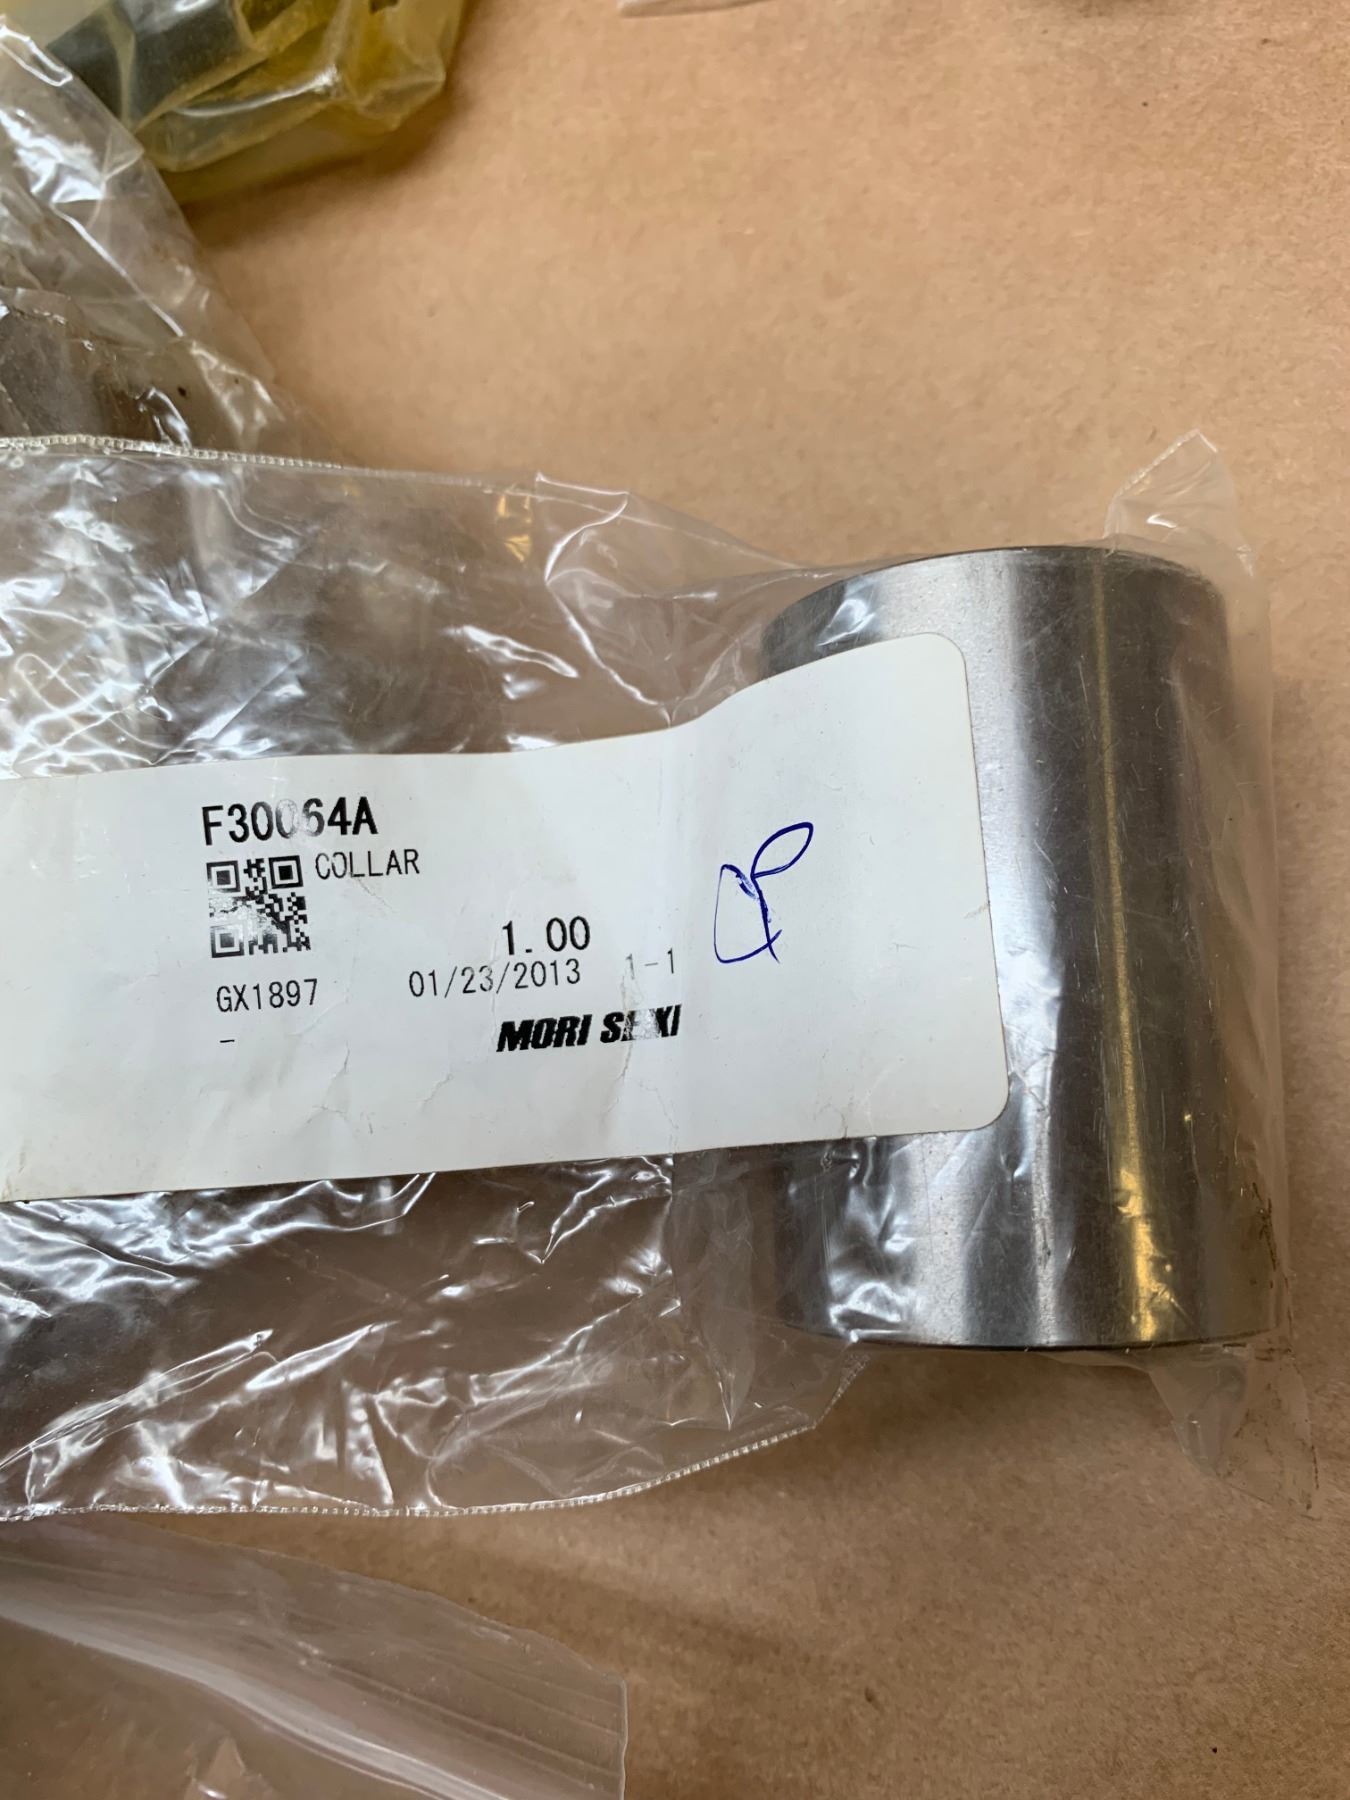 F30064A
COLLAR
1.00
GX1897 01/23/2013 1-1
-
MORI SEIKI